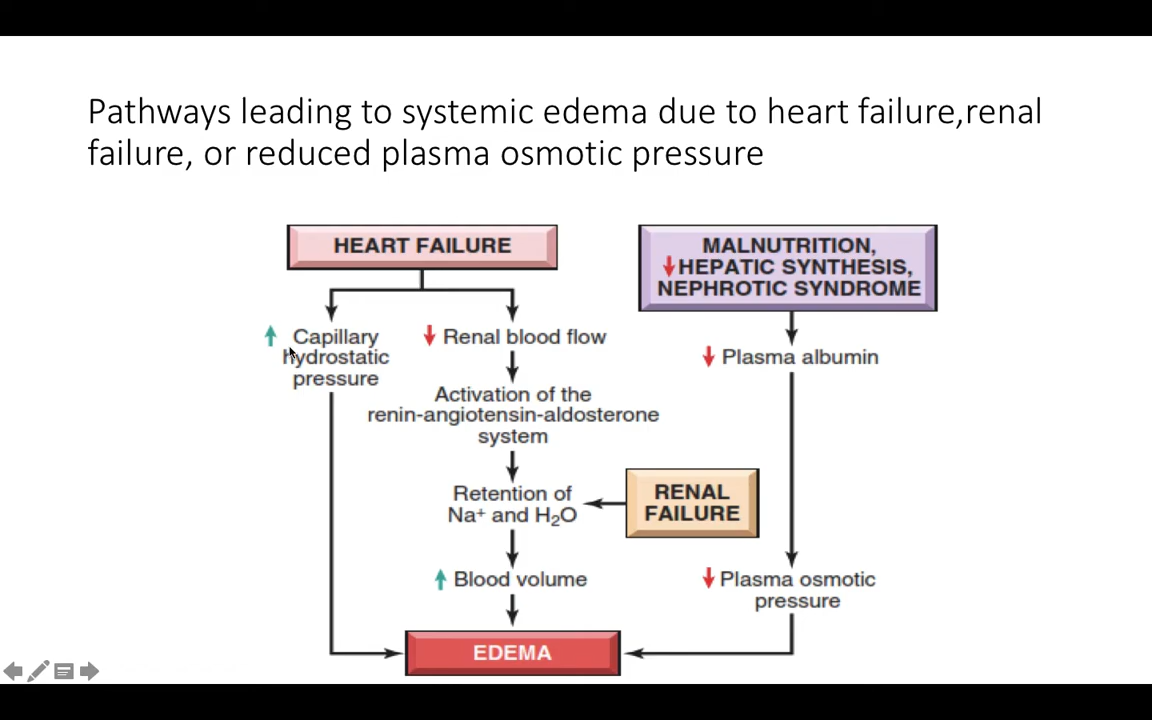 Pathways leading to systemic edema due to heart failure,renal
failure, or reduced plasma osmotic pressure
HEART FAILURE
MALNUTRITION,
↓HEPATIC SYNTHESIS,
NEPHROTIC SYNDROME
↑ Capillary
hydrostatic
pressure
↓ Renal blood flow
↓ Plasma albumin
Activation of the
renin-angiotensin-aldosterone
system
Retention of
Na⁺ and H₂O
RENAL
FAILURE
↑ Blood volume
↓ Plasma osmotic
pressure
EDEMA